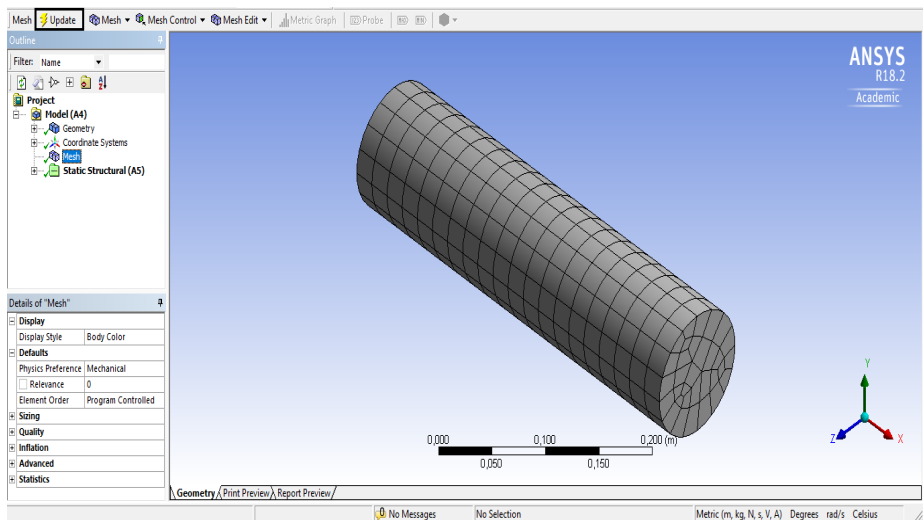 Mesh Update Mesh Mesh Control Mesh Edit Metric Graph Probe
Outline
Filter: Name
Project
Model (A4)
Geometry
Coordinate Systems
Mesh
Static Structural (A5)
Details of "Mesh"
Display
Display Style Body Color
Defaults
Physics Preference Mechanical
Relevance 0
Element Order Program Controlled
Sizing
Quality
Inflation
Advanced
Statistics
ANSYS
R18.2
Academic
Y
Z X
0,000 0,100 0,200 (m)
0,050 0,150
Geometry Print Preview Report Preview
0 No Messages No Selection Metric (m, kg, N, s, V, A) Degrees rad/s Celsius